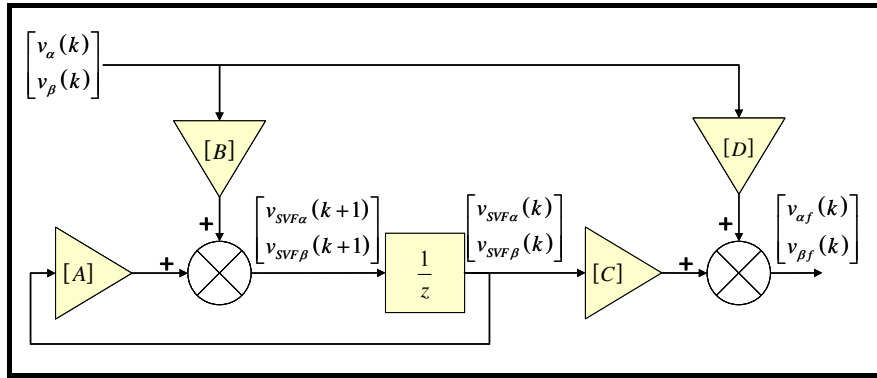 [v_α(k)]
[v_β(k)]
[B]
[D]
+
[v_SVFα(k+1)]
[v_SVFβ(k+1)]
[v_SVFα(k)]
[v_SVFβ(k)]
+
[v_αf(k)]
[v_βf(k)]
[A]
+
1
z
[C]
+